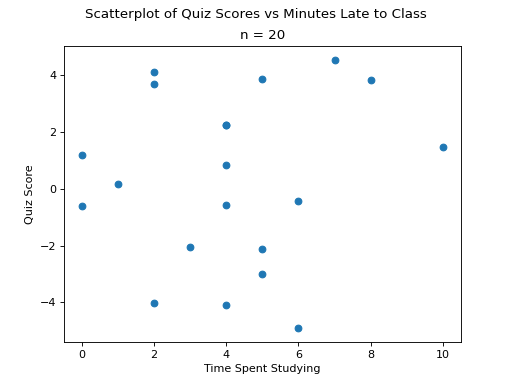 Scatterplot of Quiz Scores vs Minutes Late to Class
n = 20
4
2
0
−2
−4
Quiz Score
0 2 4 6 8 10
Time Spent Studying